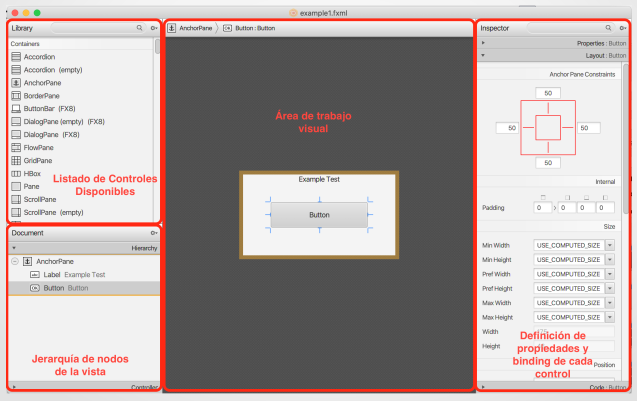 example1.fxml
Library
Containers
Accordion
Accordion (empty)
AnchorPane
BorderPane
ButtonBar (FX8)
DialogPane (empty) (FX8)
DialogPane (FX8)
FlowPane
GridPane
HBox
Pane
ScrollPane
ScrollPane (empty)
Listado de Controles
Disponibles
Document
Hierarchy
AnchorPane
abc Label Example Test
OK Button Button
Jerarquía de nodos
de la vista
Controller
AnchorPane OK Button : Button
Área de trabajo
visual
Example Test
Button
Inspector
Properties : Button
Layout : Button
Anchor Pane Constraints
50
50 50
50
Internal
Padding 0 0 0 0
Size
Min Width USE_COMPUTED_SIZE
Min Height USE_COMPUTED_SIZE
Pref Width USE_COMPUTED_SIZE
Pref Height USE_COMPUTED_SIZE
Max Width USE_COMPUTED_SIZE
Max Height USE_COMPUTED_SIZE
Width
Height
Definición de
propiedades y
binding de cada
control
Position
Code : Button